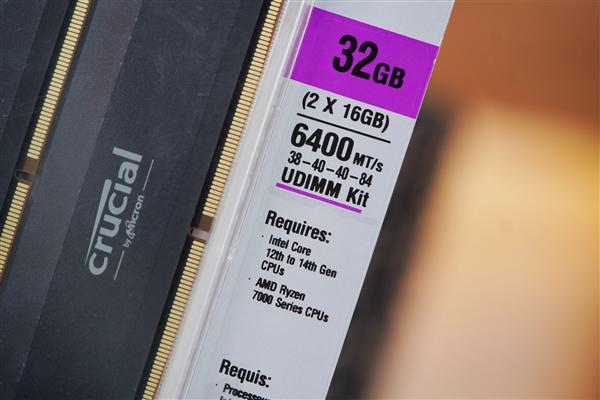 crucial
by Micron
32GB
(2 X 16GB)
6400 MT/s
38-40-40-84
UDIMM Kit
Requires:
· Intel Core
12th to 14th Gen
CPUs
· AMD Ryzen
7000 Series CPUs
Requis:
· Processeu